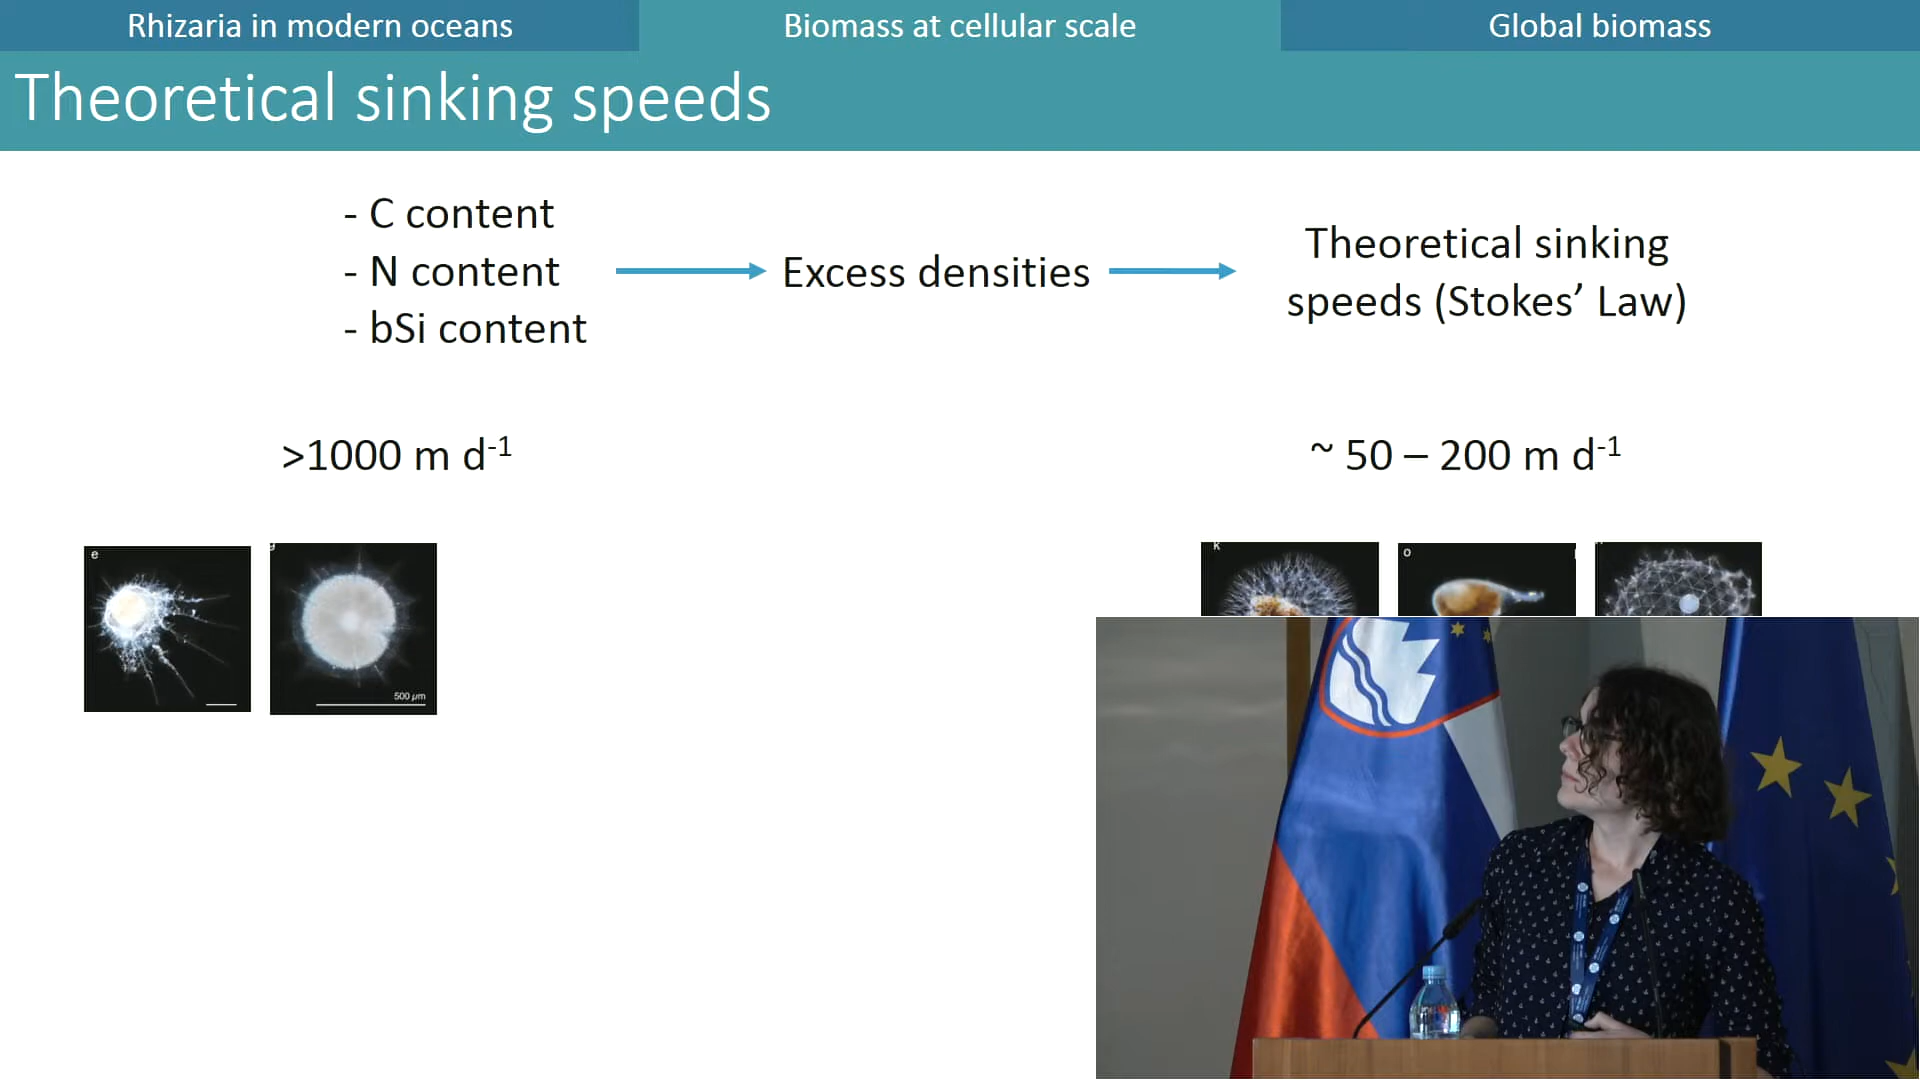 Rhizaria in modern oceans
Biomass at cellular scale
Global biomass
Theoretical sinking speeds
- C content
- N content
- bSi content
Excess densities
Theoretical sinking
speeds (Stokes’ Law)
>1000 m d-1
~ 50 – 200 m d-1
e
g
500 µm
k
o